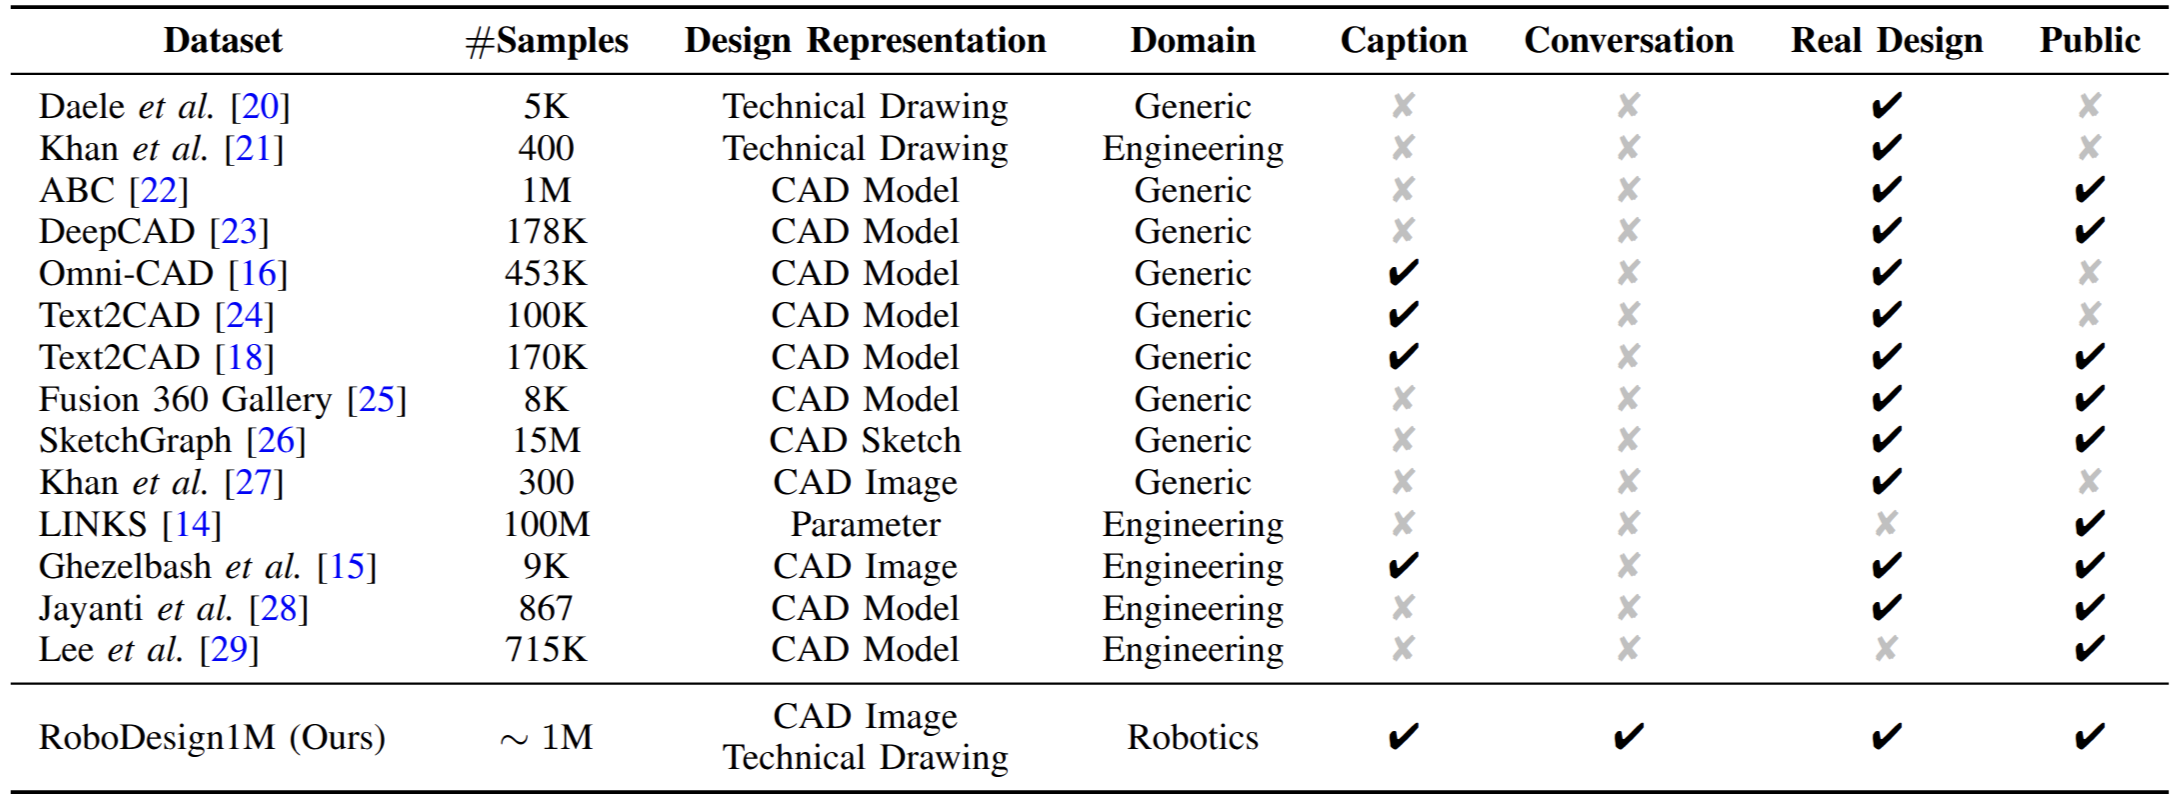 Dataset #Samples Design Representation Domain Caption Conversation Real Design Public
Daele et al. [20] 5K Technical Drawing Generic ✘ ✘ ✔ ✘
Khan et al. [21] 400 Technical Drawing Engineering ✘ ✘ ✔ ✘
ABC [22] 1M CAD Model Generic ✘ ✘ ✔ ✔
DeepCAD [23] 178K CAD Model Generic ✘ ✘ ✔ ✔
Omni-CAD [16] 453K CAD Model Generic ✔ ✘ ✔ ✘
Text2CAD [24] 100K CAD Model Generic ✔ ✘ ✔ ✘
Text2CAD [18] 170K CAD Model Generic ✔ ✘ ✔ ✔
Fusion 360 Gallery [25] 8K CAD Model Generic ✘ ✘ ✔ ✔
SketchGraph [26] 15M CAD Sketch Generic ✘ ✘ ✔ ✔
Khan et al. [27] 300 CAD Image Generic ✘ ✘ ✔ ✘
LINKS [14] 100M Parameter Engineering ✘ ✘ ✘ ✔
Ghezelbash et al. [15] 9K CAD Image Engineering ✔ ✘ ✔ ✔
Jayanti et al. [28] 867 CAD Model Engineering ✘ ✘ ✔ ✔
Lee et al. [29] 715K CAD Model Engineering ✘ ✘ ✘ ✔
CAD Image
RoboDesign1M (Ours) ∼ 1M Robotics ✔ ✔ ✔ ✔
Technical Drawing